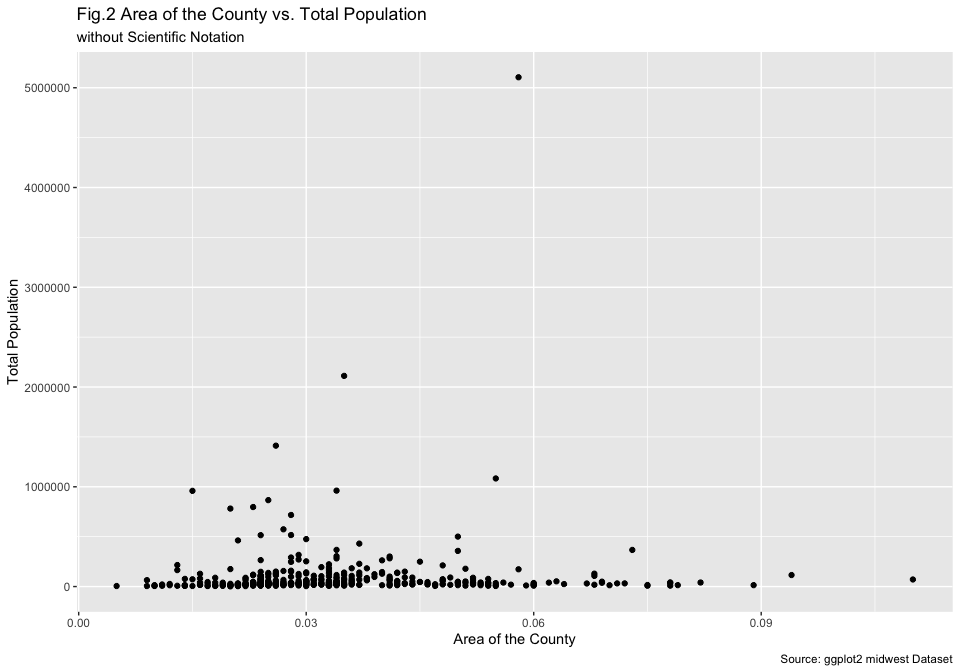 Fig.2 Area of the County vs. Total Population
without Scientific Notation
Total Population
5000000
4000000
3000000
2000000
1000000
0
0.00
0.03
0.06
0.09
Area of the County
Source: ggplot2 midwest Dataset